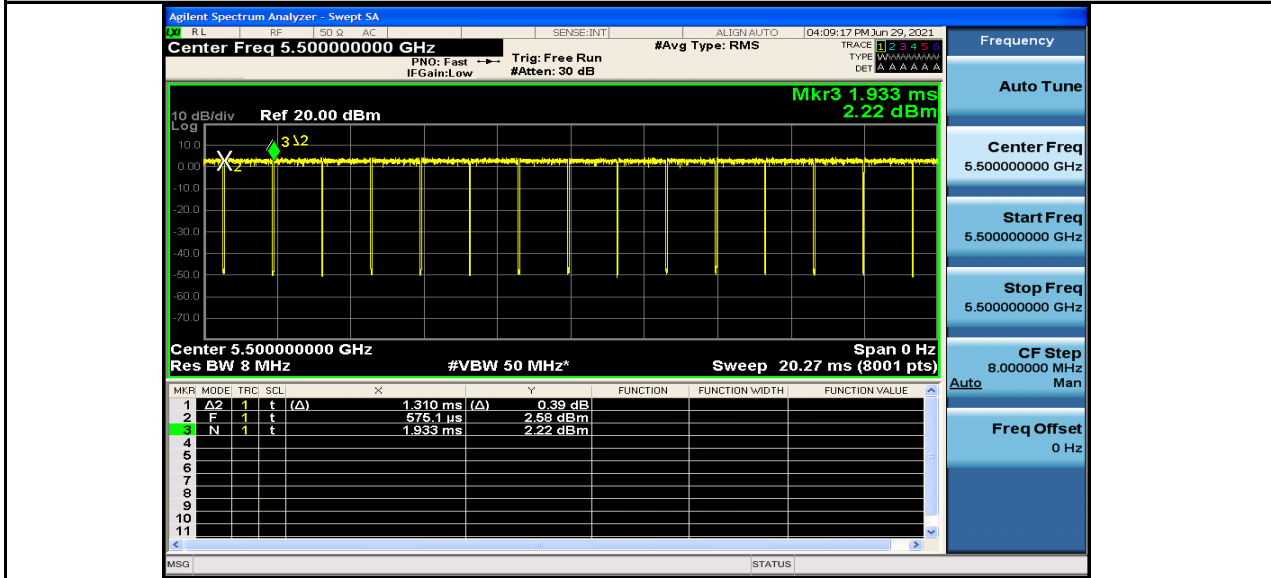 Agilent Spectrum Analyzer - Swept SA
LXI RL RF 50 Ω AC SENSE:INT ALIGN AUTO 04:09:17 PM Jun 29, 2021
Center Freq 5.500000000 GHz
PNO: Fast
IFGain:Low
Trig: Free Run
#Atten: 30 dB
#Avg Type: RMS
TRACE 1 2 3 4 5 6
TYPE WWWWWW
DET A A A A A A
Mkr3 1.933 ms
2.22 dBm
10 dB/div Ref 20.00 dBm
Log
10.0
0.00
-10.0
-20.0
-30.0
-40.0
-50.0
-60.0
-70.0
X2
3Δ2
Center 5.500000000 GHz Span 0 Hz
Res BW 8 MHz #VBW 50 MHz* Sweep 20.27 ms (8001 pts)
MKR MODE TRC SCL X Y FUNCTION FUNCTION WIDTH FUNCTION VALUE
1 Δ2 1 t (Δ) 1.310 ms (Δ) 0.39 dB
2 F 1 t 575.1 µs 2.58 dBm
3 N 1 t 1.933 ms 2.22 dBm
4
5
6
7
8
9
10
11
MSG STATUS
Frequency
Auto Tune
Center Freq
5.500000000 GHz
Start Freq
5.500000000 GHz
Stop Freq
5.500000000 GHz
CF Step
8.000000 MHz
Auto Man
Freq Offset
0 Hz